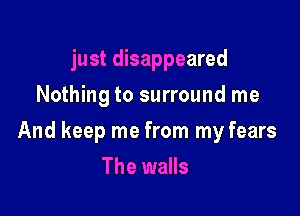 just disappeared
Nothing to surround me
And keep me from my fears
The walls